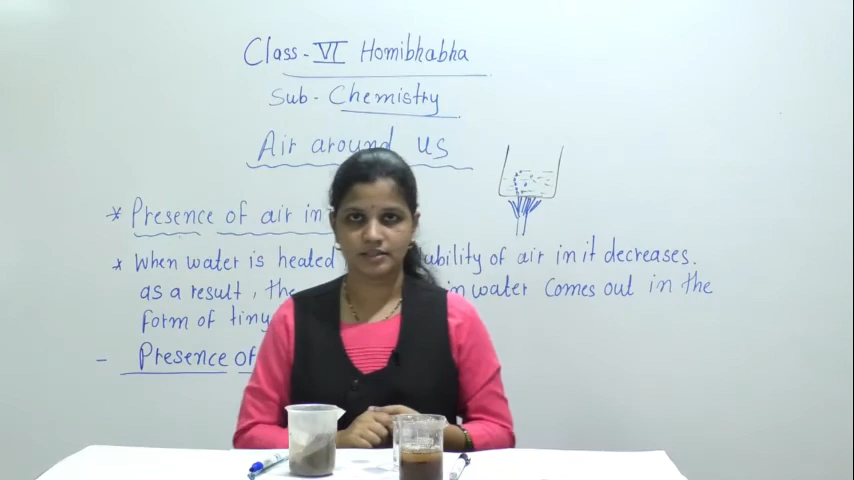 Class-VI Homibhabha
Sub- Chemistry
Air around us
* Presence of air in
* When water is heated ubility of air in it decreases.
as a result, the in water comes out in the
form of tiny
- Presence of